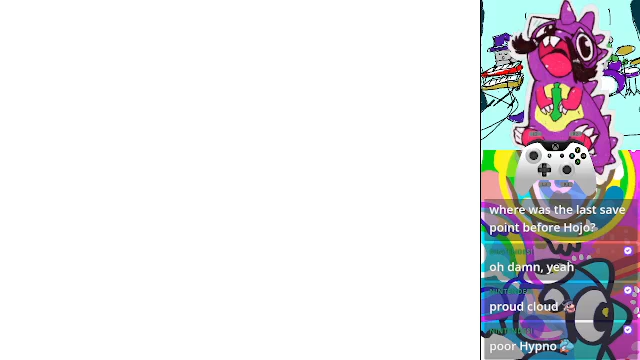 where was the last save
point before Hojo?
oh damn, yeah
proud cloud
poor Hypno